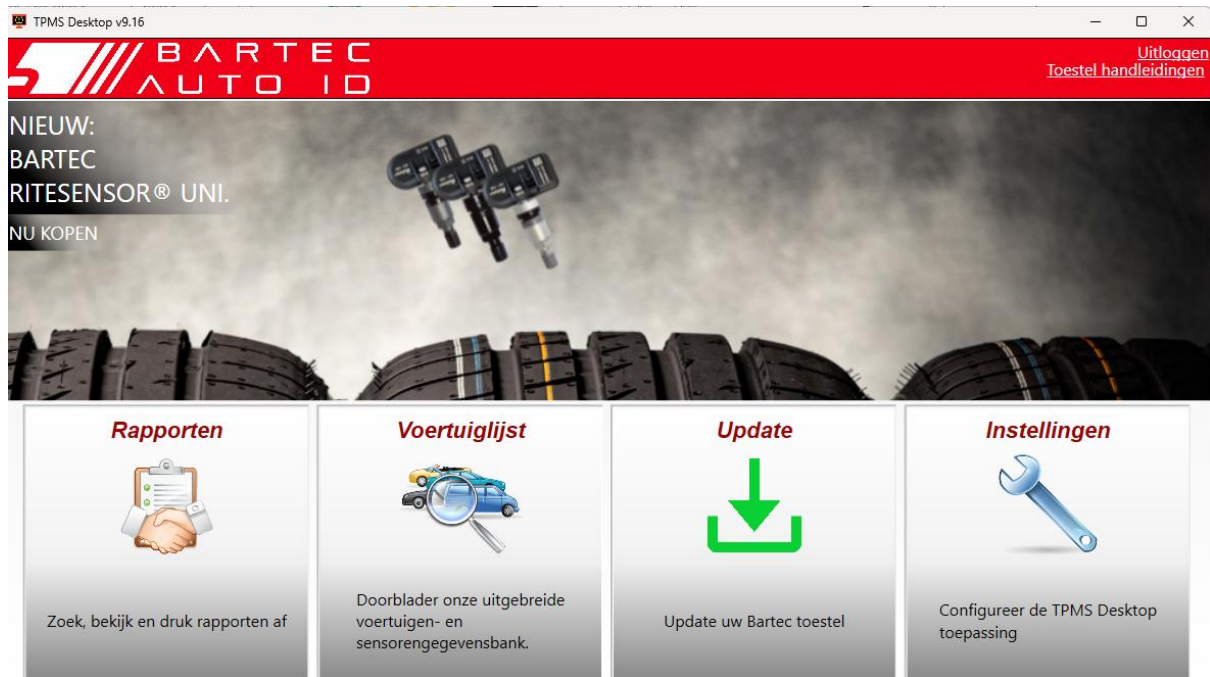 TPMS Desktop v9.16
BARTEC
AUTO ID
Uitloggen
Toestel handleidingen
NIEUW:
BARTEC
RITESENSOR® UNI.
NU KOPEN
Rapporten
Zoek, bekijk en druk rapporten af
Voertuiglijst
Doorblader onze uitgebreide
voertuigen- en
sensorengegevensbank.
Update
Update uw Bartec toestel
Instellingen
Configureer de TPMS Desktop
toepassing